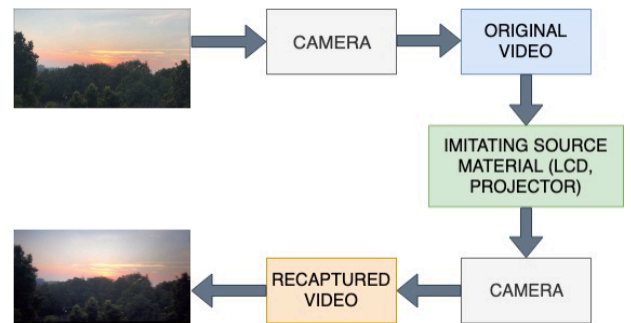 CAMERA
ORIGINAL
VIDEO
IMITATING SOURCE
MATERIAL (LCD,
PROJECTOR)
CAMERA
RECAPTURED
VIDEO